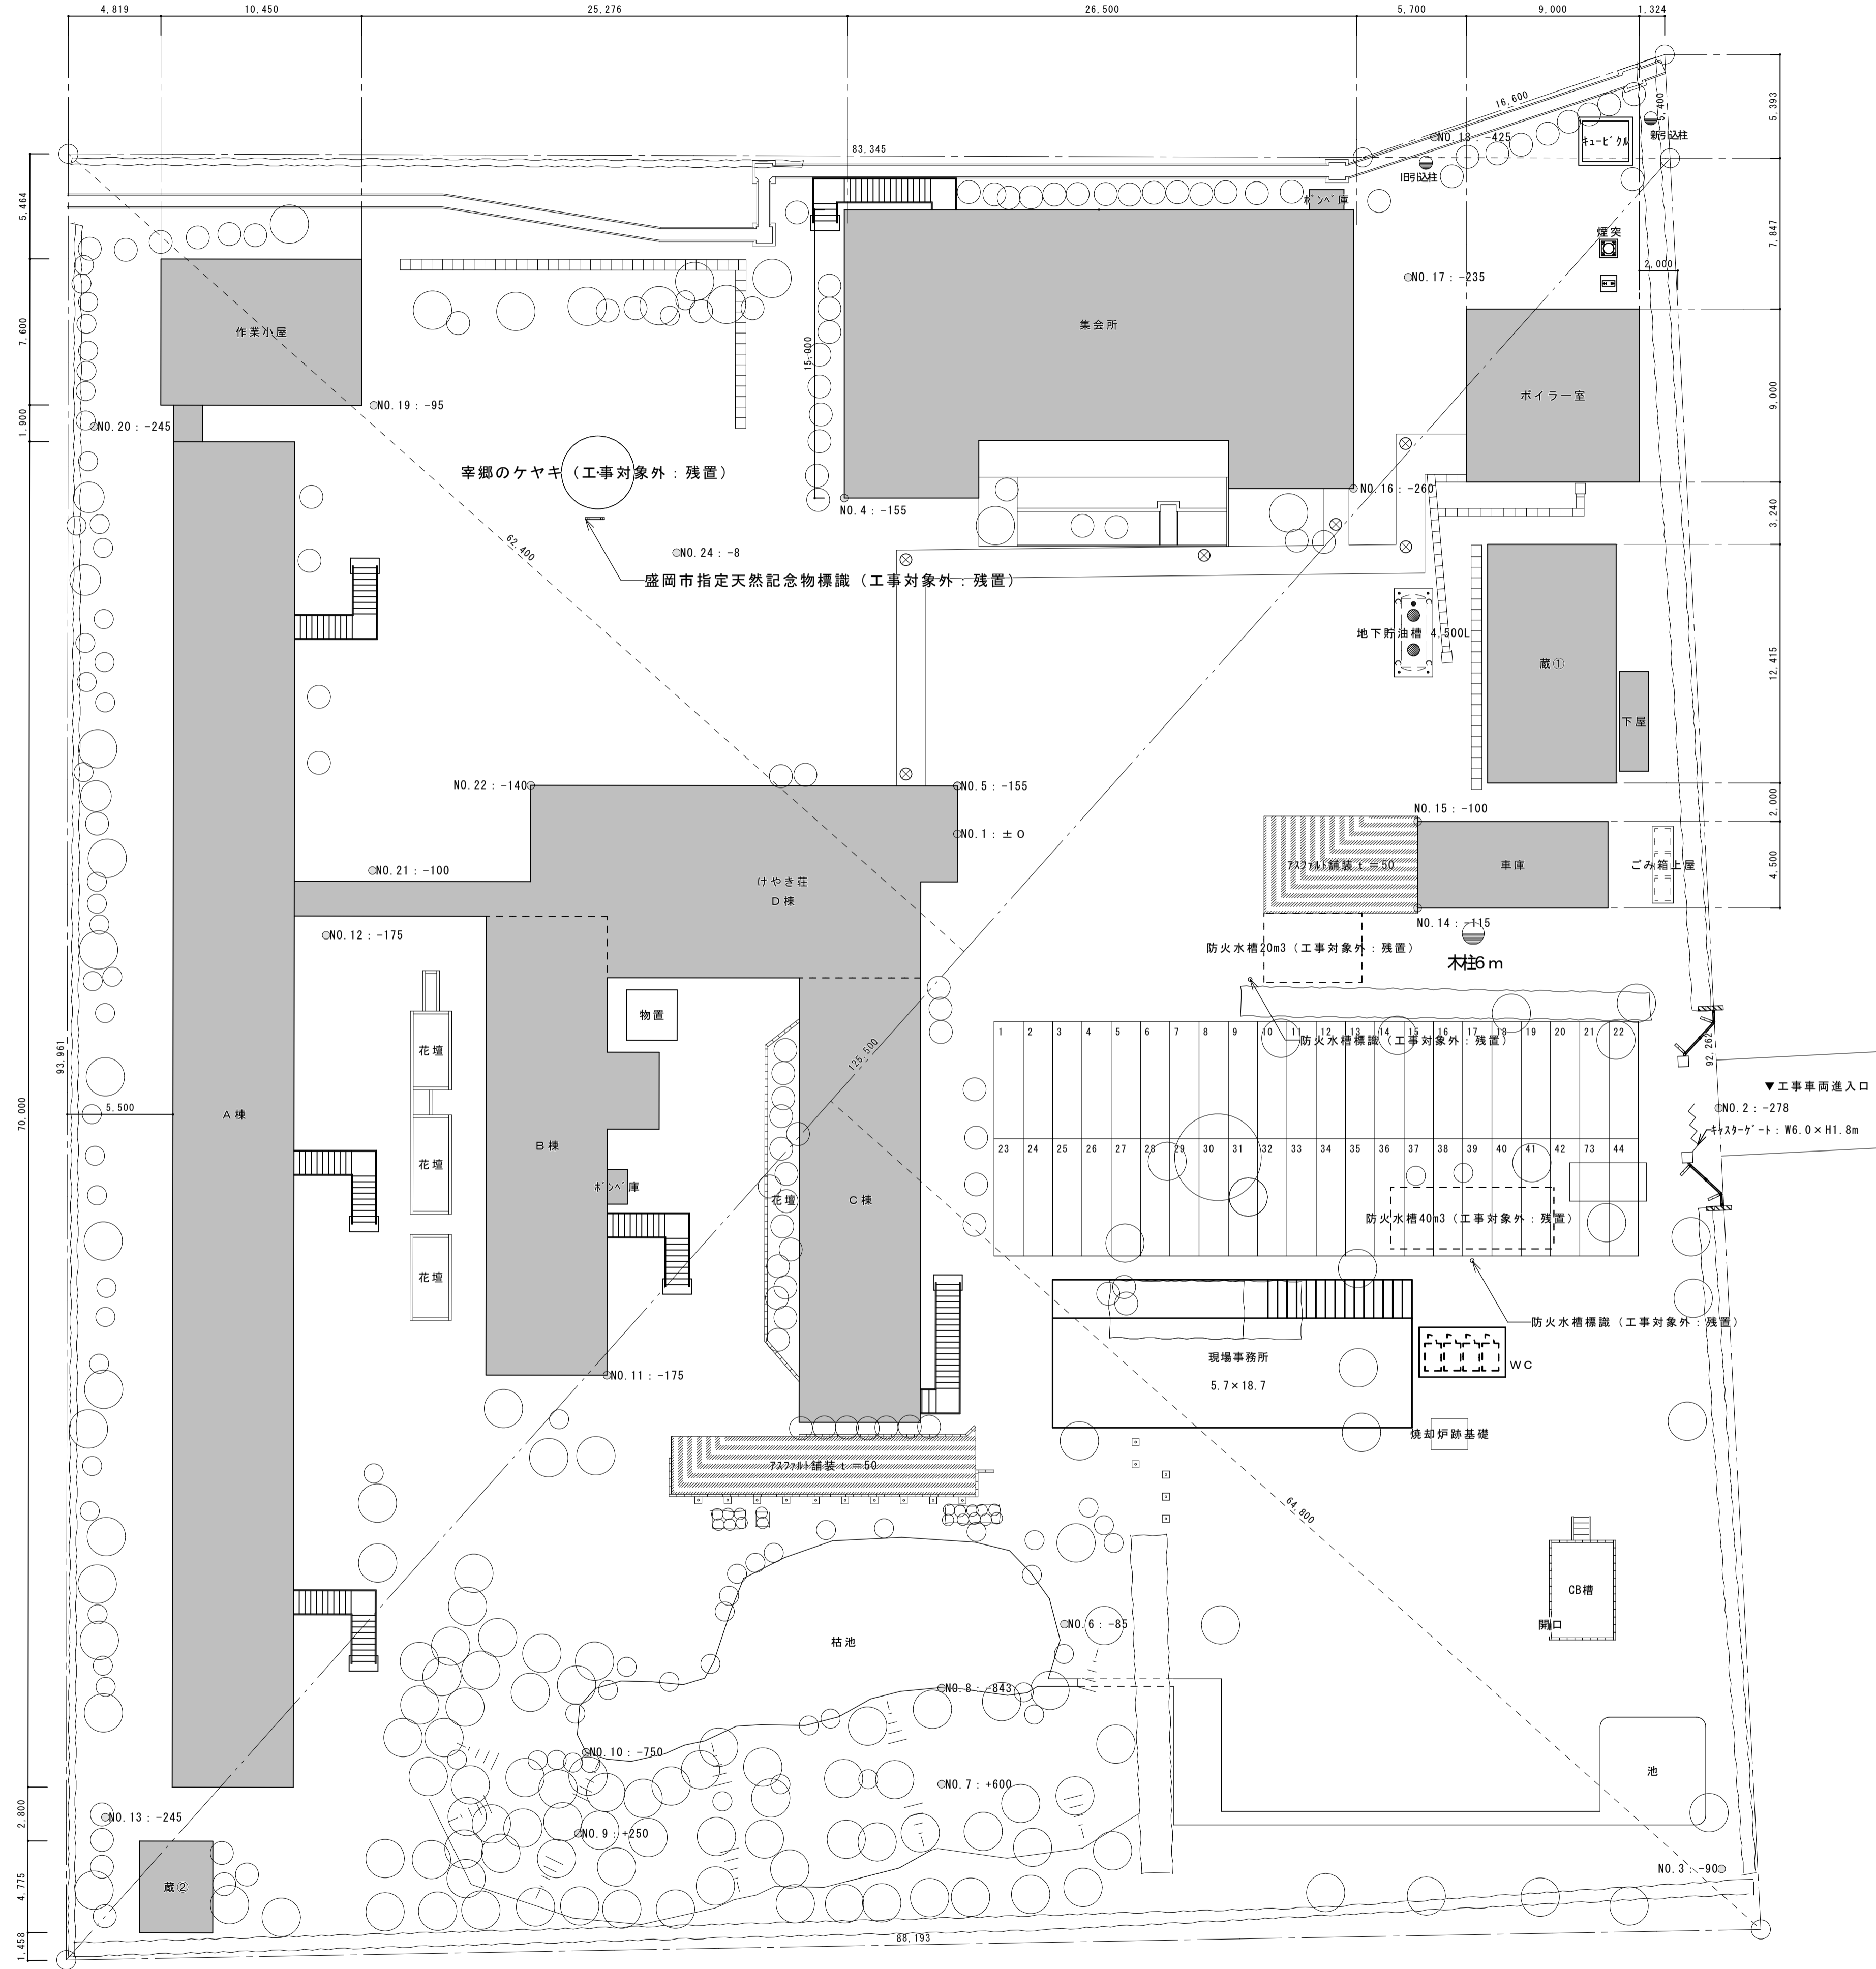 4,819
10,450
25,276
26,500
5,700
9,000
1,324
16,600
5,400
5,393
NO.18：-425
新引込柱
キュービクル
83,345
旧引込柱
5,464
ボンベ庫
煙突
7,847
2,000
NO.17：-235
作業小屋
集会所
7,600
15,000
ボイラー室
9,000
NO.19：-95
1,900
NO.20：-245
宰郷のケヤキ（工事対象外：残置）
NO.4：-155
NO.16：-260
3,240
62,400
NO.24：-8
盛岡市指定天然記念物標識（工事対象外：残置）
地下貯油槽 4,500L
蔵①
12,415
下屋
NO.22：-140
NO.5：-155
NO.15：-100
2,000
NO.1：±０
アスファルト舗装ｔ＝50
車庫
ごみ箱上屋
4,500
NO.21：-100
けやき荘
Ｄ棟
NO.14：-115
NO.12：-175
防火水槽20m3（工事対象外：残置）
木柱6ｍ
物置
1 2 3 4 5 6 7 8 9 10 11 12 13 14 15 16 17 18 19 20 21 22
防火水槽標識（工事対象外：残置）
花壇
93,961
125,500
92,262
▼工事車両進入口
70,000
5,500
Ａ棟
NO.2：-278
キャスターゲート：W6.0×H1.8m
Ｂ棟
23 24 25 26 27 28 29 30 31 32 33 34 35 36 37 38 39 40 41 42 73 44
花壇
ボンベ庫
花壇
Ｃ棟
防火水槽40m3（工事対象外：残置）
花壇
防火水槽標識（工事対象外：残置）
現場事務所
5.7×18.7
ＷＣ
NO.11：-175
焼却炉跡基礎
アスファルト舗装ｔ＝50
64,800
CB槽
開口
NO.6：-85
枯池
NO.8：-843
NO.10：-750
池
NO.7：+600
2,800
NO.13：-245
NO.9：+250
NO.3：-90
4,775
蔵②
1,458
88,193